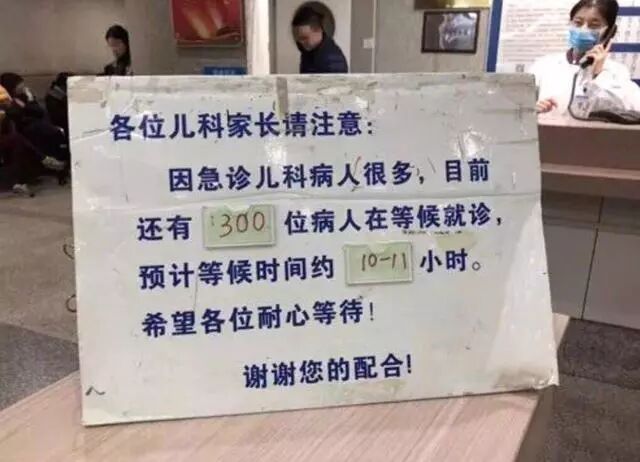 各位儿科家长请注意：
因急诊儿科病人很多，目前
还有 300 位病人在等候就诊，
预计等候时间约 10-11 小时。
希望各位耐心等待！
谢谢您的配合！